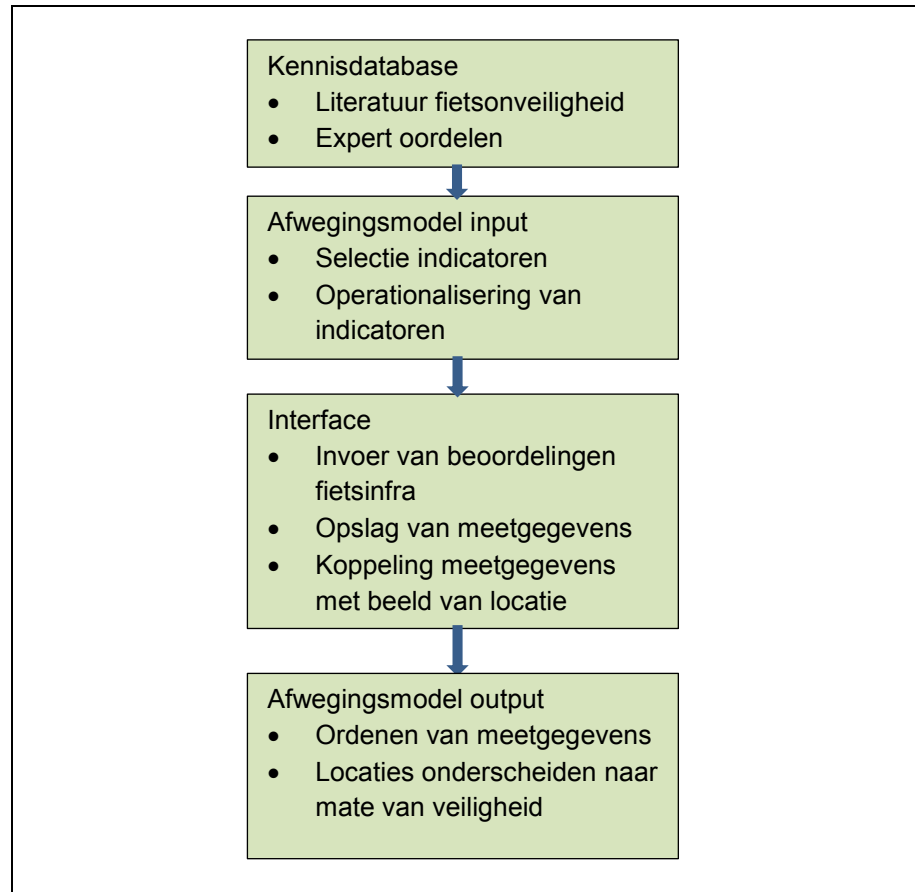 Kennisdatabase
• Literatuur fietsonveiligheid
• Expert oordelen
Afwegingsmodel input
• Selectie indicatoren
• Operationalisering van
indicatoren
Interface
• Invoer van beoordelingen
fietsinfra
• Opslag van meetgegevens
• Koppeling meetgegevens
met beeld van locatie
Afwegingsmodel output
• Ordenen van meetgegevens
• Locaties onderscheiden naar
mate van veiligheid